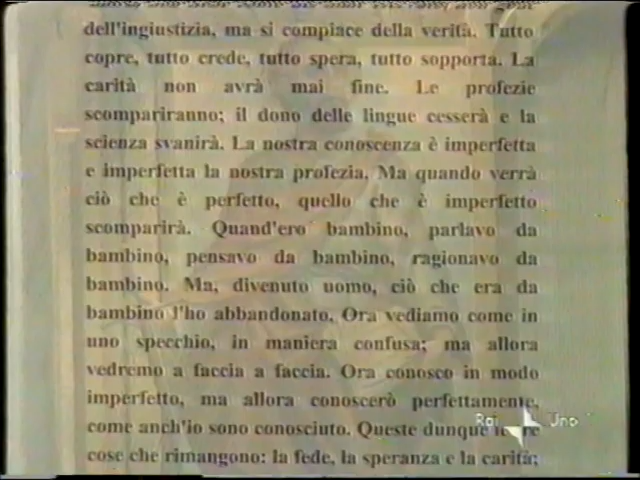 dell'ingiustizia, ma si compiace della verità. Tutto
copre, tutto crede, tutto spera, tutto sopporta. La
carità non avrà mai fine. Le profezie
scompariranno; il dono delle lingue cesserà e la
scienza svanirà. La nostra conoscenza è imperfetta
e imperfetta la nostra profezia. Ma quando verrà
ciò che è perfetto, quello che è imperfetto
scomparirà. Quand'ero bambino, parlavo da
bambino, pensavo da bambino, ragionavo da
bambino. Ma, divenuto uomo, ciò che era da
bambino l'ho abbandonato. Ora vediamo come in
uno specchio, in maniera confusa; ma allora
vedremo a faccia a faccia. Ora conosco in modo
imperfetto, ma allora conoscerò perfettamente,
come anch'io sono conosciuto. Queste dunque le tre
cose che rimangono: la fede, la speranza e la carità;
Rai Uno